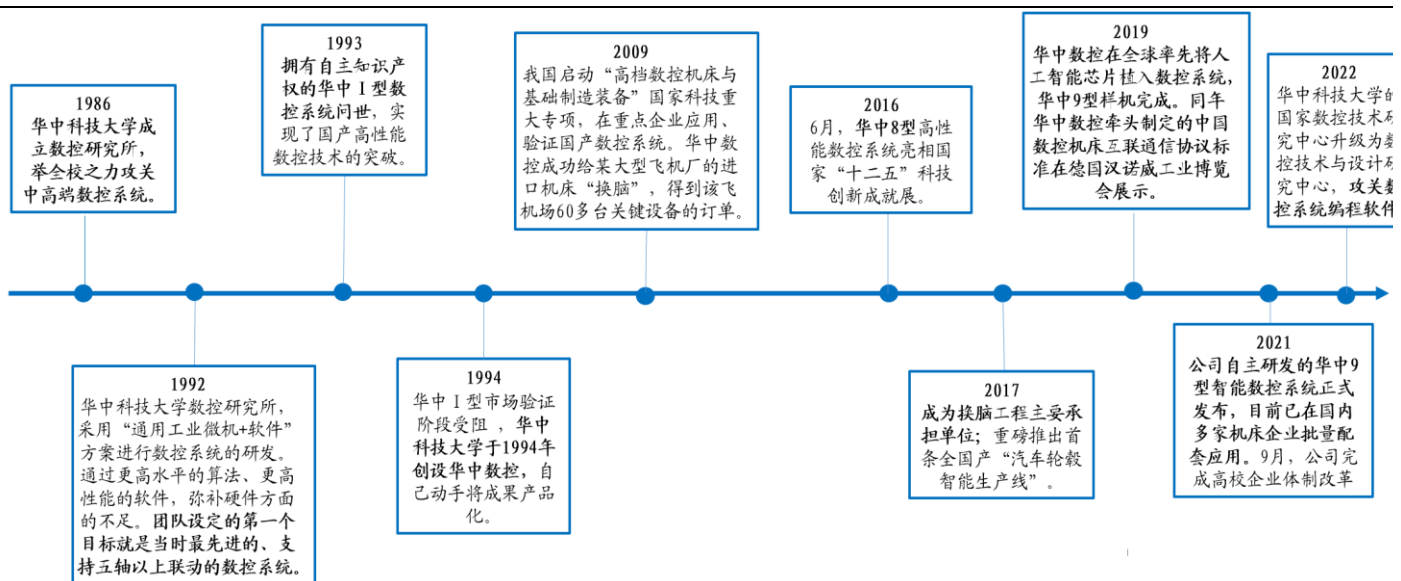 1986
华中科技大学成
立数控研究所，
举全校之力攻关
中高端数控系统。
1992
华中科技大学数控研究所，
采用“通用工业微机+软件”
方案进行数控系统的研发。
通过更高水平的算法、更高
性能的软件，弥补硬件方面
的不足。团队设定的第一个
目标就是当时最先进的、支
持五轴以上联动的数控系统。
1993
拥有自主知识产
权的华中Ⅰ型数
控系统问世，实
现了国产高性能
数控技术的突破。
1994
华中Ⅰ型市场验证
阶段受阻，华中
科技大学于1994年
创设华中数控，自
己动手将成果产品
化。
2009
我国启动“高档数控机床与
基础制造装备”国家科技重
大专项，在重点企业应用、
验证国产数控系统。华中数
控成功给某大型飞机厂的进
口机床“换脑”，得到该飞
机场60多台关键设备的订单。
2016
6月，华中8型高性
能数控系统亮相国
家“十二五”科技
创新成就展。
2017
成为换脑工程主要承
担单位；重磅推出首
条全国产“汽车轮毂
智能生产线”。
2019
华中数控在全球率先将人
工智能芯片植入数控系统，
华中9型样机完成。同年
华中数控牵头制定的中国
数控机床互联通信协议标
准在德国汉诺威工业博览
会展示。
2021
公司自主研发的华中9
型智能数控系统正式
发布，目前已在国内
多家机床企业批量配
套应用。9月，公司完
成高校企业体制改革
2022
华中科技大学的
国家数控技术研
究中心升级为数
控技术与设计研
究中心，攻关数
控系统编程软件